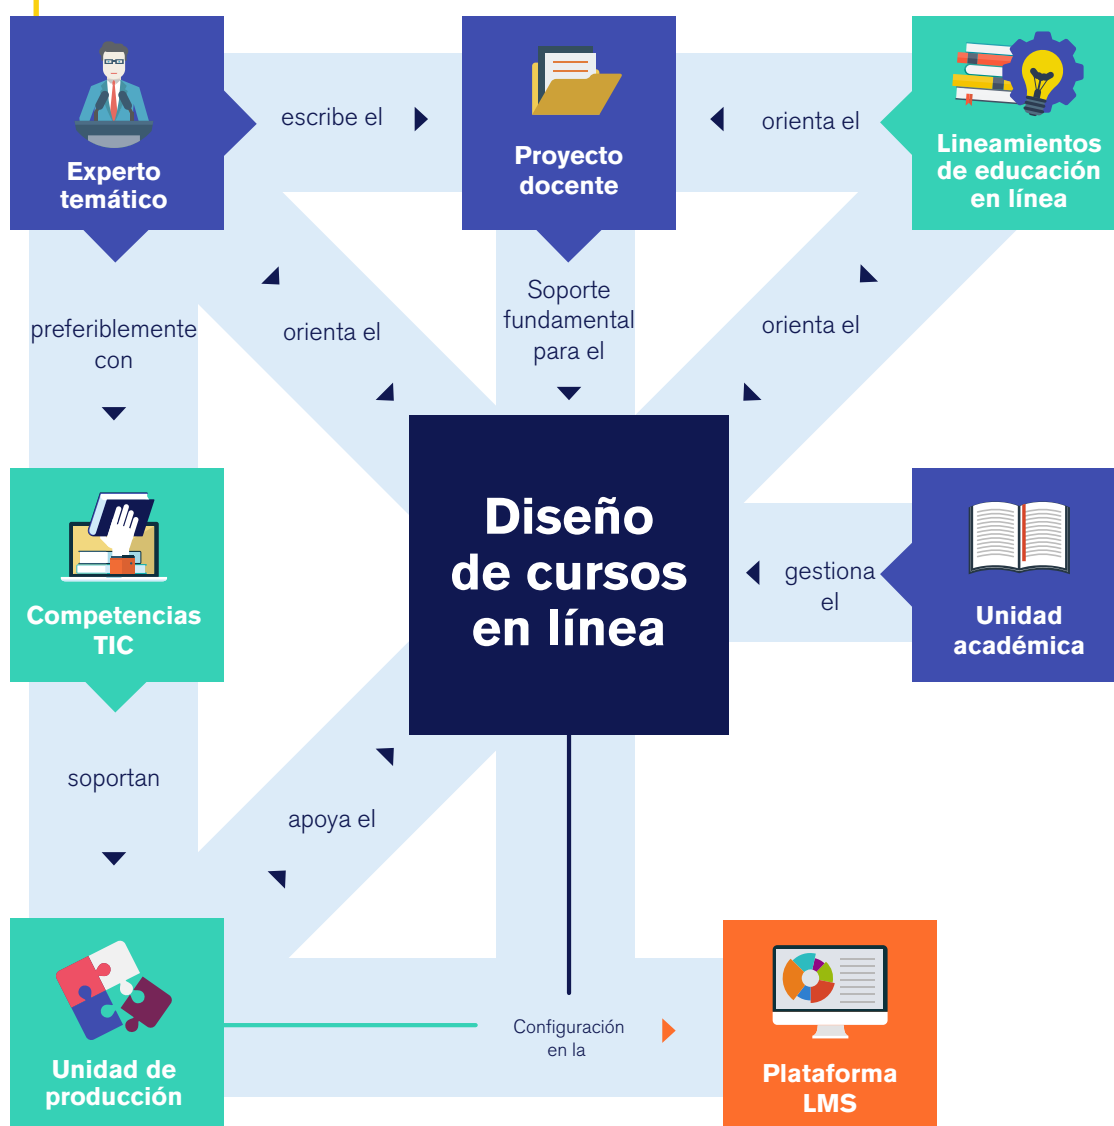 Experto
temático
escribe el
Proyecto
docente
orienta el
Lineamientos
de educación
en línea
preferiblemente
con
orienta el
Soporte
fundamental
para el
orienta el
Competencias
TIC
Diseño
de cursos
en línea
gestiona
el
Unidad
académica
soportan
apoya el
Unidad de
producción
Configuración
en la
Plataforma
LMS